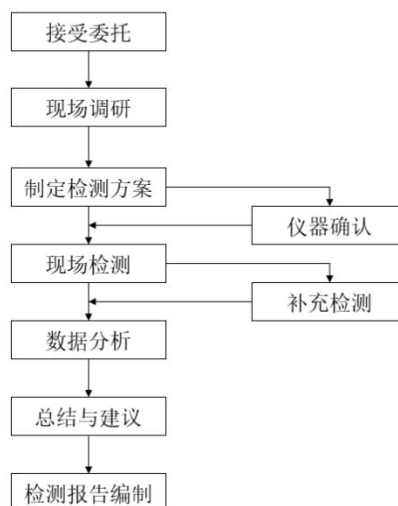 接受委托
现场调研
制定检测方案
仪器确认
现场检测
补充检测
数据分析
总结与建议
检测报告编制